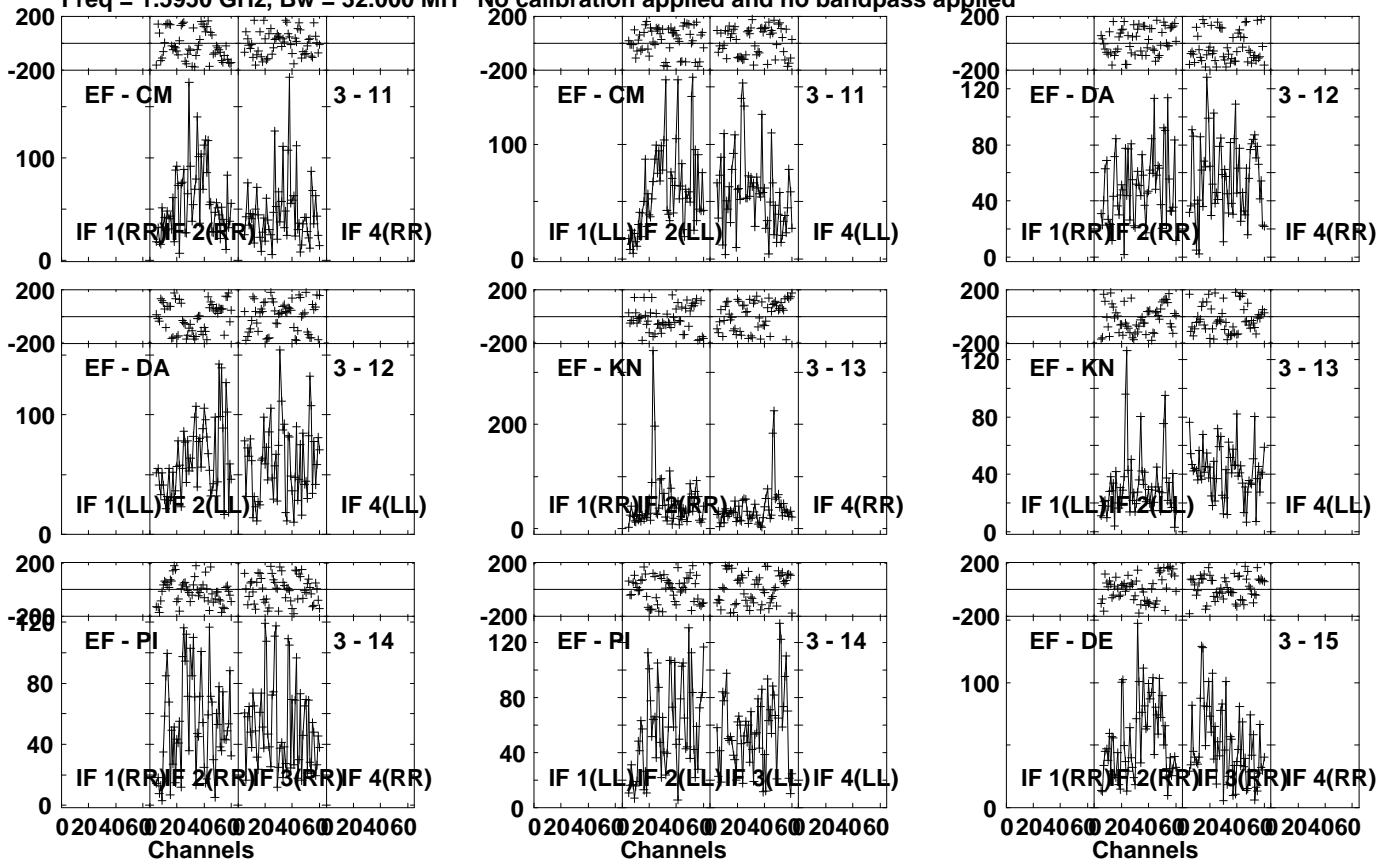 Freq = 1.5950 GHz, Bw = 32.000 MH No calibration applied and no bandpass applied
200 200 200
-200 -200 -200
EF - CM 3 - 11 EF - CM 3 - 11 EF - DA 3 - 12
120
100 100 80
40
IF 1(RR) IF 2(RR) IF 4(RR) IF 1(LL) IF 2(LL) IF 4(LL) IF 1(RR) IF 2(RR) IF 4(RR)
0 0 0
200 200 200
-200 -200 -200
EF - DA 3 - 12 EF - KN 3 - 13 EF - KN 3 - 13
120
100 200 80
40
IF 1(LL) IF 2(LL) IF 4(LL) IF 1(RR) IF 2(RR) IF 4(RR) IF 1(LL) IF 2(LL) IF 4(LL)
0 0 0
200 200 200
-200 -200 -200
120
EF - PI 3 - 14 EF - PI 3 - 14 EF - DE 3 - 15
120
80 80 100
40 40
IF 1(RR) IF 2(RR) IF 3(RR) IF 4(RR) IF 1(LL) IF 2(LL) IF 3(LL) IF 4(LL) IF 1(RR) IF 2(RR) IF 3(RR) IF 4(RR)
0 0 0
0 20 40 60 0 20 40 60 0 20 40 60 0 20 40 60 0 20 40 60 0 20 40 60 0 20 40 60 0 20 40 60 0 20 40 60 0 20 40 60 0 20 40 60 0 20 40 60
Channels Channels Channels